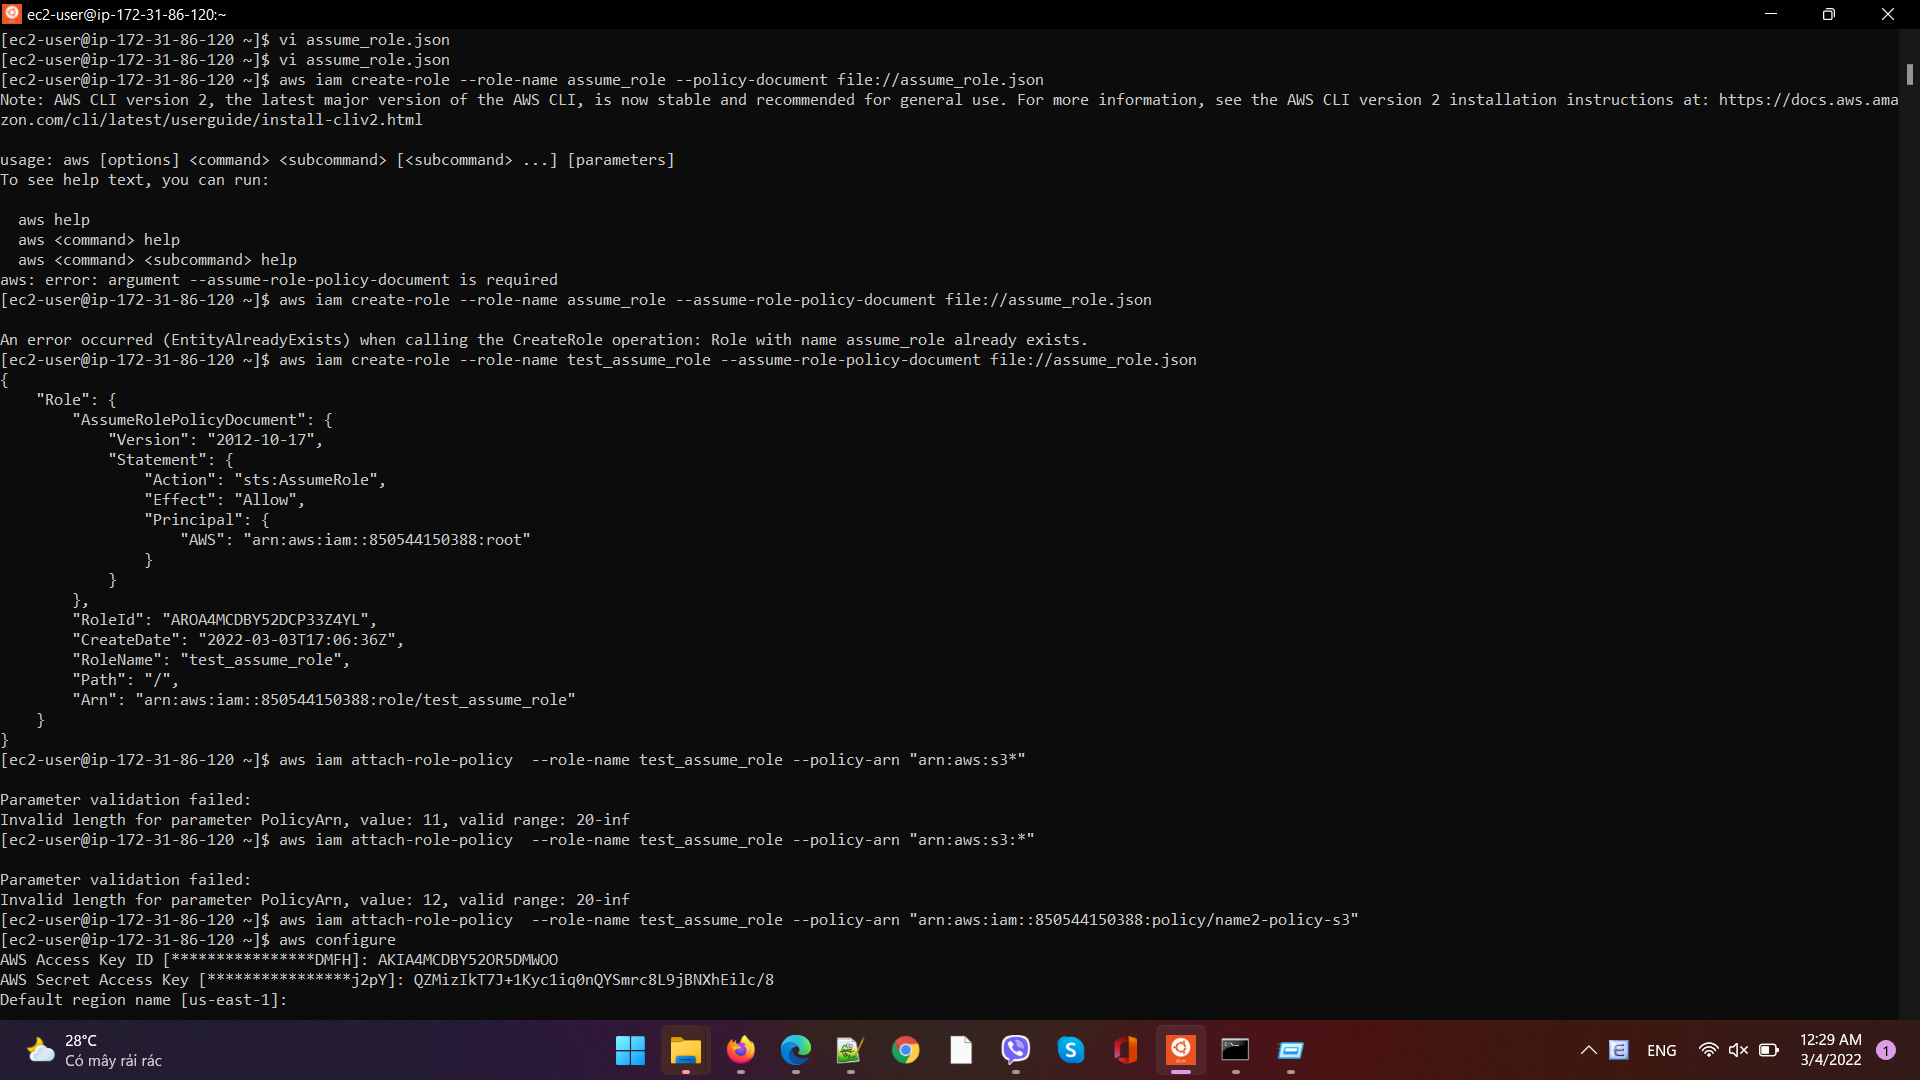 ec2-user@ip-172-31-86-120:~
[ec2-user@ip-172-31-86-120 ~]$ vi assume_role.json
[ec2-user@ip-172-31-86-120 ~]$ vi assume_role.json
[ec2-user@ip-172-31-86-120 ~]$ aws iam create-role --role-name assume_role --policy-document file://assume_role.json
Note: AWS CLI version 2, the latest major version of the AWS CLI, is now stable and recommended for general use. For more information, see the AWS CLI version 2 installation instructions at: https://docs.aws.ama
zon.com/cli/latest/userguide/install-cliv2.html
usage: aws [options] <command> <subcommand> [<subcommand> ...] [parameters]
To see help text, you can run:
  aws help
  aws <command> help
  aws <command> <subcommand> help
aws: error: argument --assume-role-policy-document is required
[ec2-user@ip-172-31-86-120 ~]$ aws iam create-role --role-name assume_role --assume-role-policy-document file://assume_role.json
An error occurred (EntityAlreadyExists) when calling the CreateRole operation: Role with name assume_role already exists.
[ec2-user@ip-172-31-86-120 ~]$ aws iam create-role --role-name test_assume_role --assume-role-policy-document file://assume_role.json
{
    "Role": {
        "AssumeRolePolicyDocument": {
            "Version": "2012-10-17",
            "Statement": {
                "Action": "sts:AssumeRole",
                "Effect": "Allow",
                "Principal": {
                    "AWS": "arn:aws:iam::850544150388:root"
                }
            }
        },
        "RoleId": "AROA4MCDBY52DCP33Z4YL",
        "CreateDate": "2022-03-03T17:06:36Z",
        "RoleName": "test_assume_role",
        "Path": "/",
        "Arn": "arn:aws:iam::850544150388:role/test_assume_role"
    }
}
[ec2-user@ip-172-31-86-120 ~]$ aws iam attach-role-policy  --role-name test_assume_role --policy-arn "arn:aws:s3*"
Parameter validation failed:
Invalid length for parameter PolicyArn, value: 11, valid range: 20-inf
[ec2-user@ip-172-31-86-120 ~]$ aws iam attach-role-policy  --role-name test_assume_role --policy-arn "arn:aws:s3:*"
Parameter validation failed:
Invalid length for parameter PolicyArn, value: 12, valid range: 20-inf
[ec2-user@ip-172-31-86-120 ~]$ aws iam attach-role-policy  --role-name test_assume_role --policy-arn "arn:aws:iam::850544150388:policy/name2-policy-s3"
[ec2-user@ip-172-31-86-120 ~]$ aws configure
AWS Access Key ID [****************DMFH]: AKIA4MCDBY52OR5DMWOO
AWS Secret Access Key [****************j2pY]: 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
Default region name [us-east-1]:
28°C
Có mây rải rác
ENG
12:29 AM
3/4/2022
1